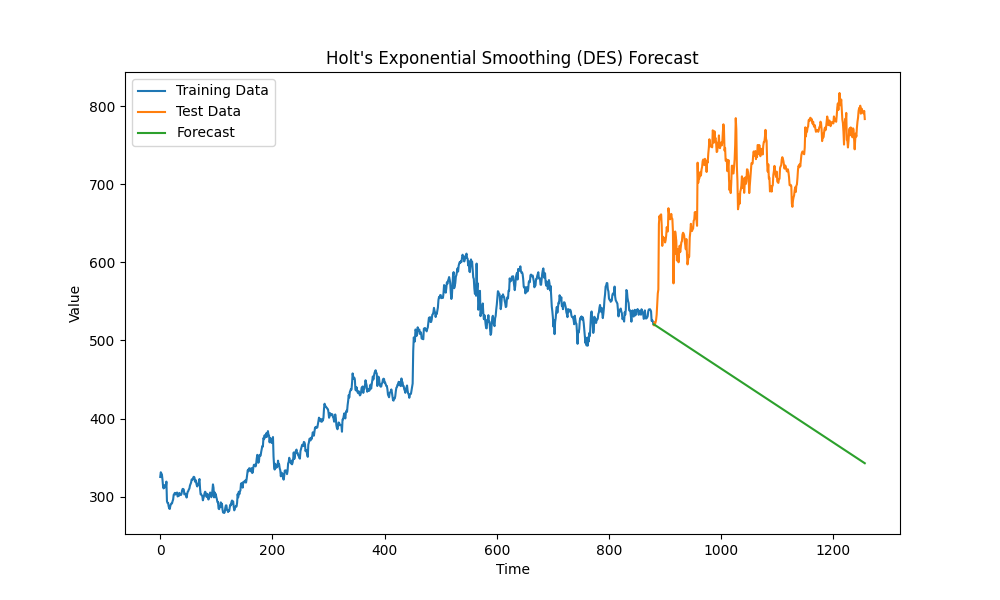 Holt's Exponential Smoothing (DES) Forecast
Training Data
Test Data
Forecast
Value
800
700
600
500
400
300
0 200 400 600 800 1000 1200
Time